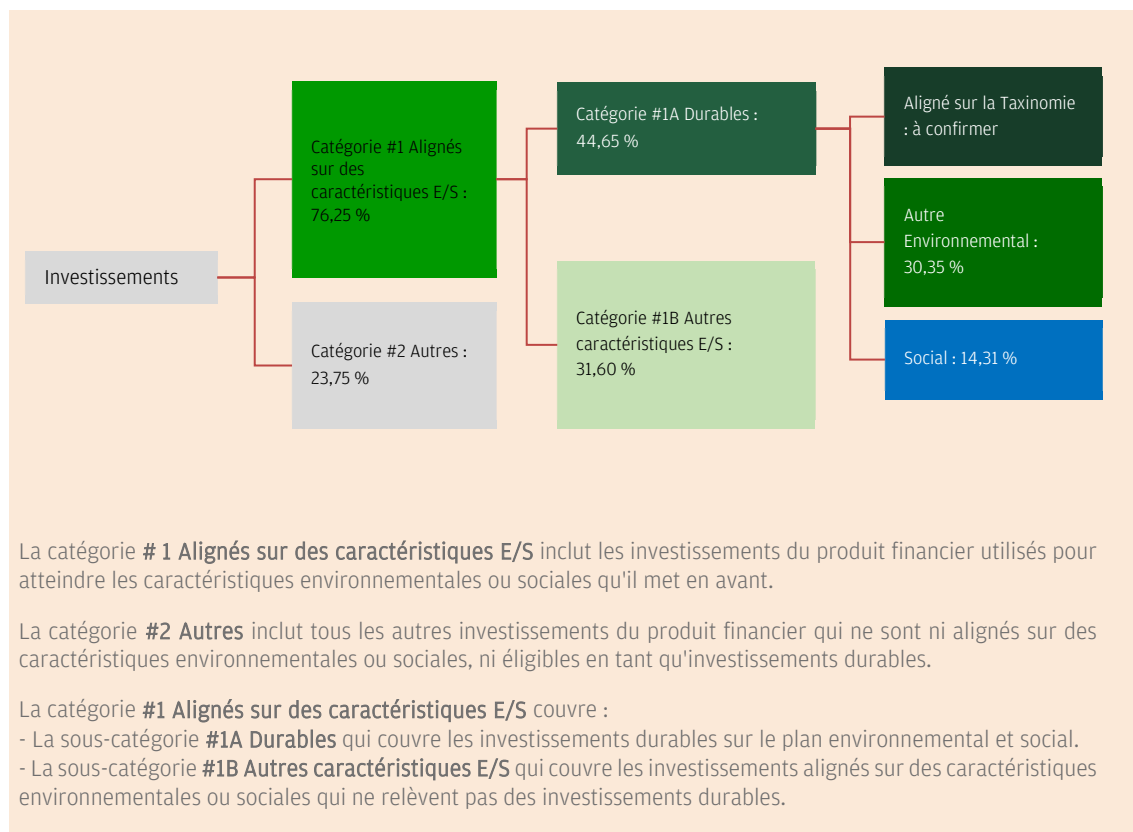 Investissements
Catégorie #1 Alignés
sur des
caractéristiques E/S :
76,25 %
Catégorie #2 Autres :
23,75 %
Catégorie #1A Durables :
44,65 %
Catégorie #1B Autres
caractéristiques E/S :
31,60 %
Aligné sur la Taxinomie
: à confirmer
Autre
Environnemental :
30,35 %
Social : 14,31 %
La catégorie # 1 Alignés sur des caractéristiques E/S inclut les investissements du produit financier utilisés pour
atteindre les caractéristiques environnementales ou sociales qu'il met en avant.
La catégorie #2 Autres inclut tous les autres investissements du produit financier qui ne sont ni alignés sur des
caractéristiques environnementales ou sociales, ni éligibles en tant qu'investissements durables.
La catégorie #1 Alignés sur des caractéristiques E/S couvre :
- La sous-catégorie #1A Durables qui couvre les investissements durables sur le plan environnemental et social.
- La sous-catégorie #1B Autres caractéristiques E/S qui couvre les investissements alignés sur des caractéristiques
environnementales ou sociales qui ne relèvent pas des investissements durables.